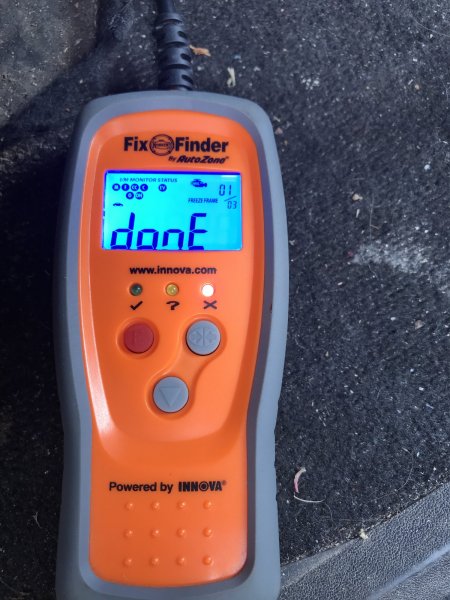 Fix Finder
By AutoZone®
I/M MONITOR STATUS
01
FREEZE FRAME /03
donE
www.innova.com
Powered by INNOVA®